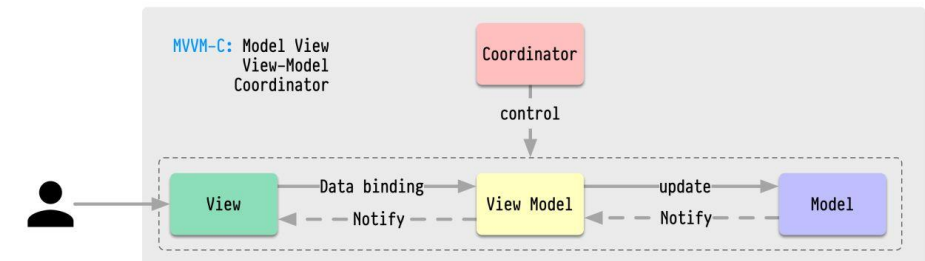 MVVM-C: Model View
View-Model
Coordinator
Coordinator
control
Data binding
update
View
View Model
Model
Notify
Notify